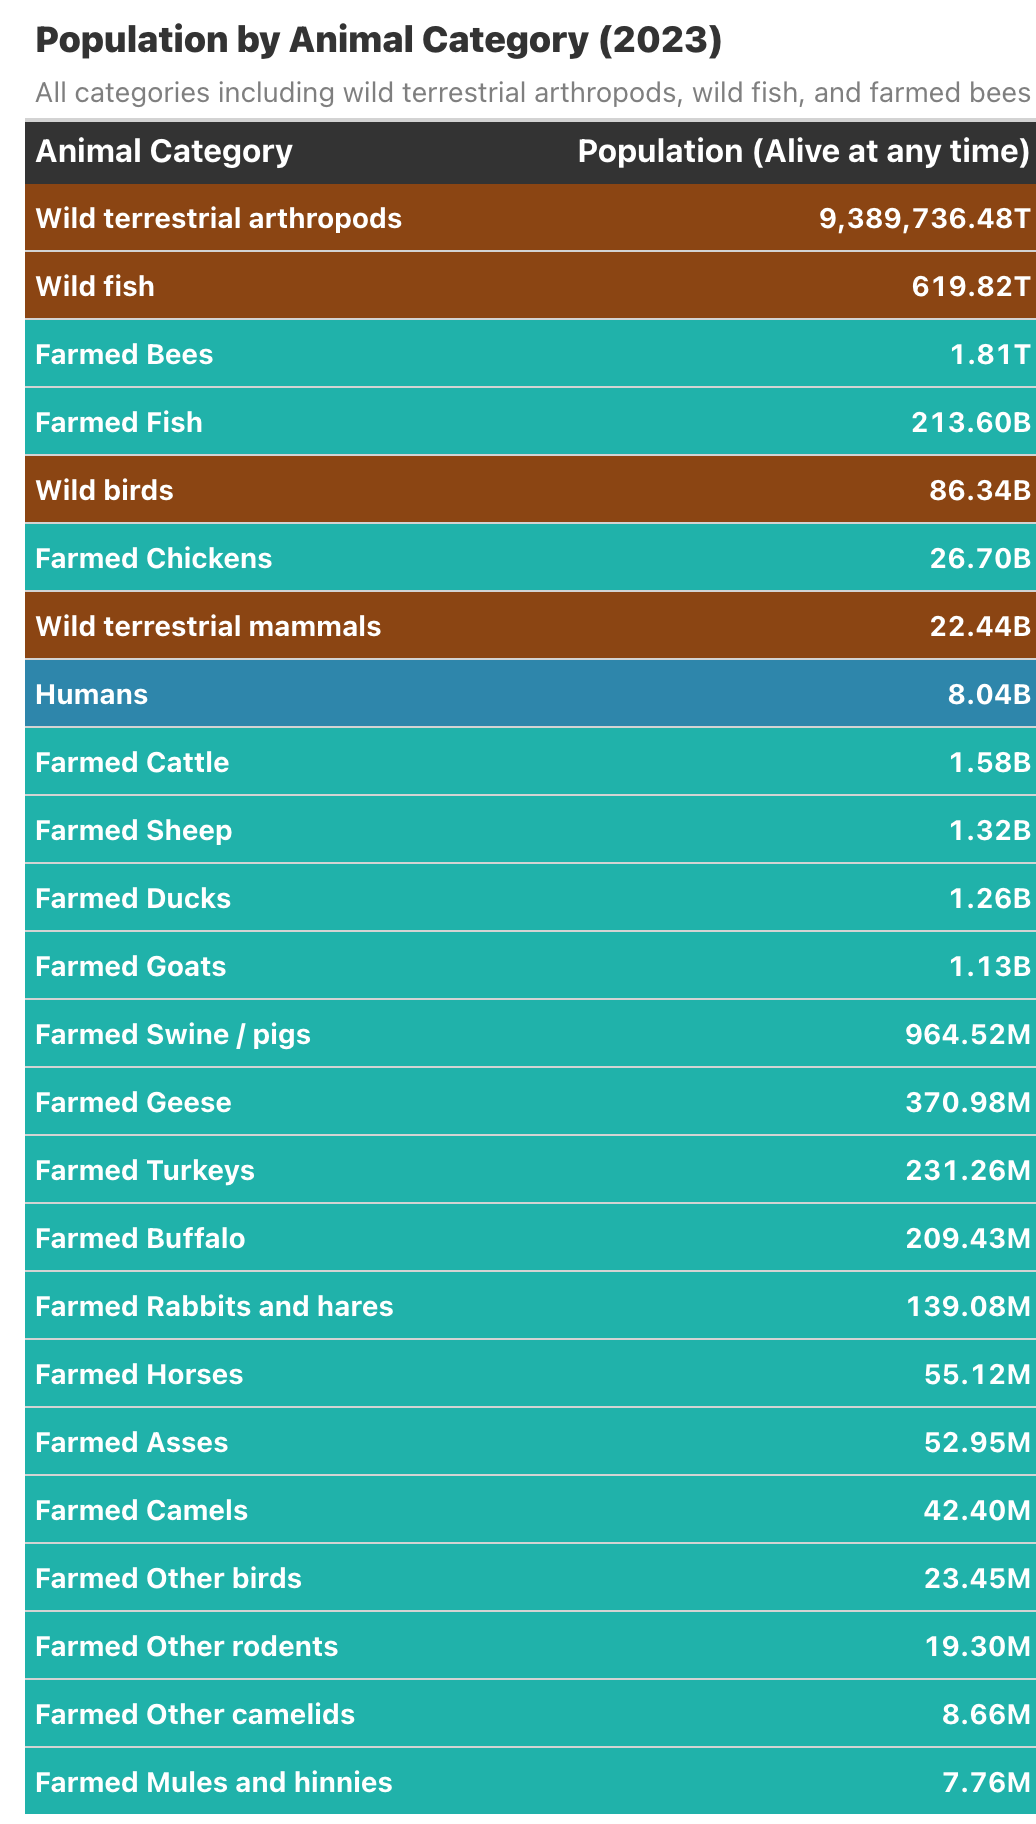 Population by Animal Category (2023)
All categories including wild terrestrial arthropods, wild fish, and farmed bees
Animal Category Population (Alive at any time)
Wild terrestrial arthropods 9,389,736.48T
Wild fish 619.82T
Farmed Bees 1.81T
Farmed Fish 213.60B
Wild birds 86.34B
Farmed Chickens 26.70B
Wild terrestrial mammals 22.44B
Humans 8.04B
Farmed Cattle 1.58B
Farmed Sheep 1.32B
Farmed Ducks 1.26B
Farmed Goats 1.13B
Farmed Swine / pigs 964.52M
Farmed Geese 370.98M
Farmed Turkeys 231.26M
Farmed Buffalo 209.43M
Farmed Rabbits and hares 139.08M
Farmed Horses 55.12M
Farmed Asses 52.95M
Farmed Camels 42.40M
Farmed Other birds 23.45M
Farmed Other rodents 19.30M
Farmed Other camelids 8.66M
Farmed Mules and hinnies 7.76M